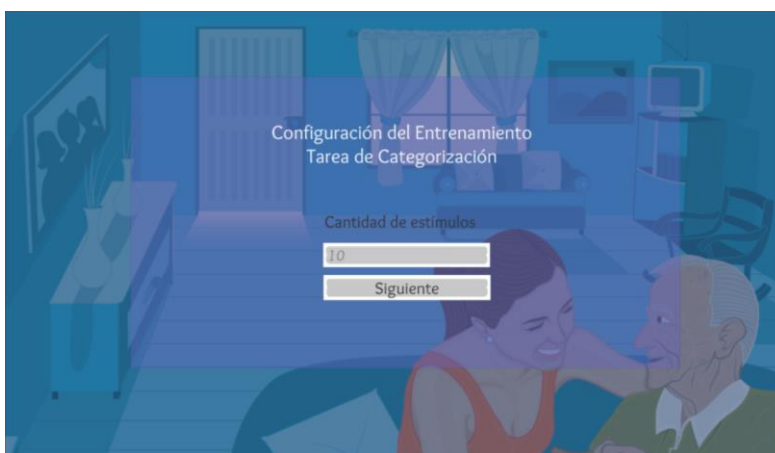 Configuración del Entrenamiento
Tarea de Categorización
Cantidad de estímulos
10
Siguiente